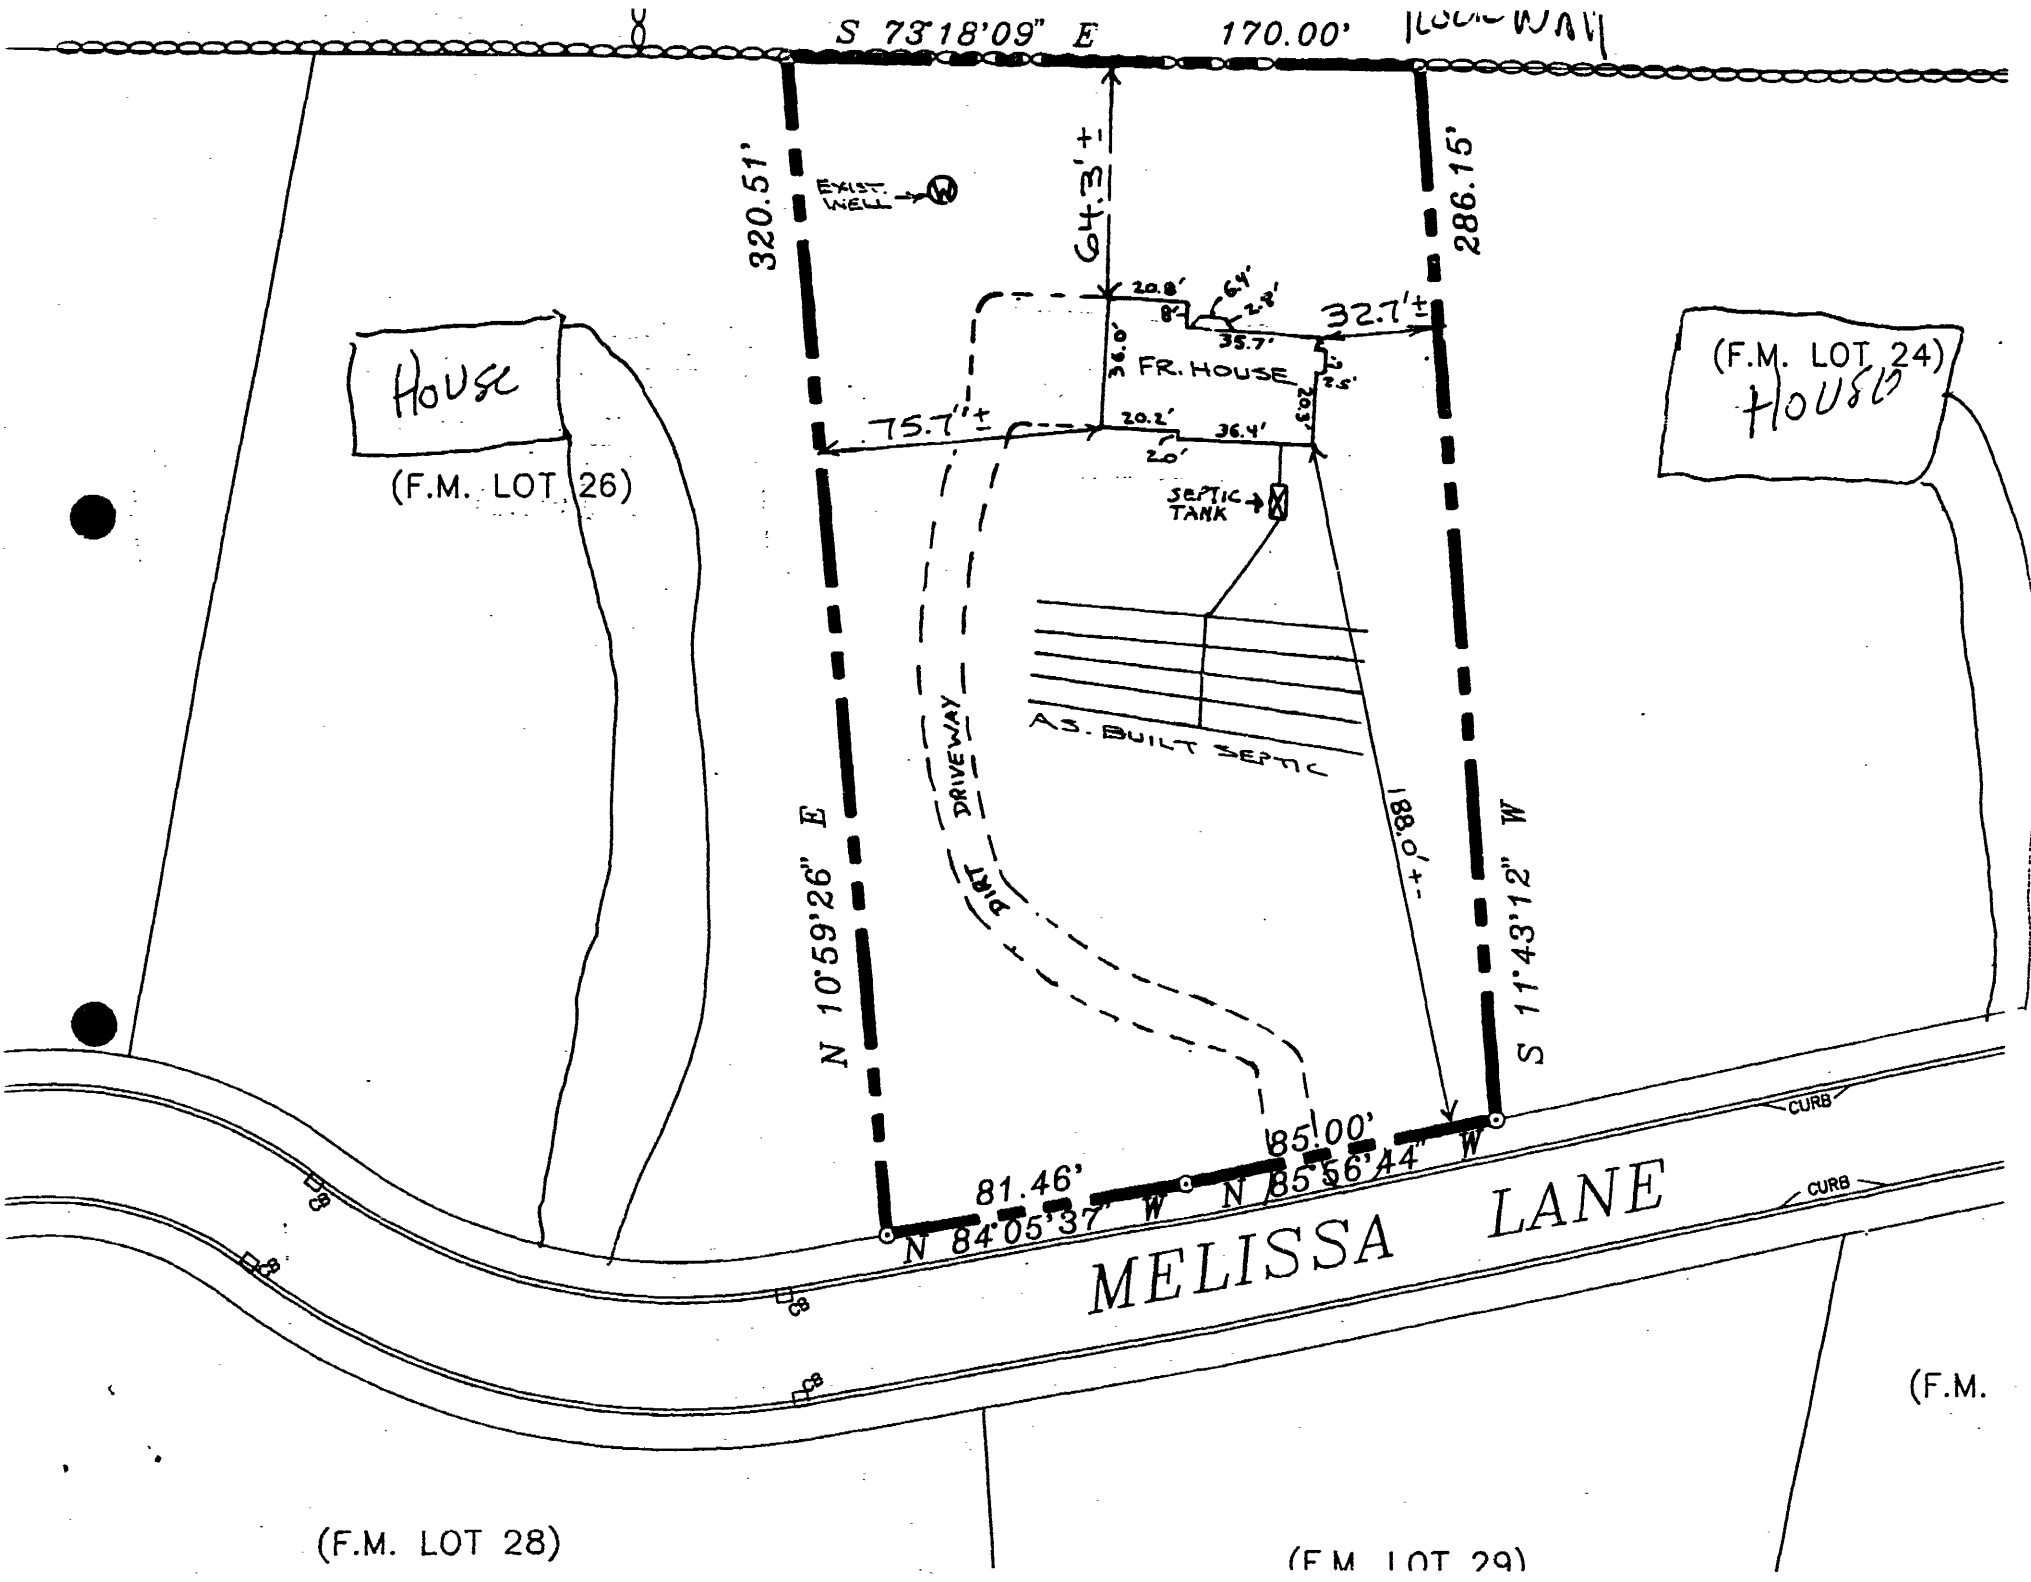 S 73°18'09" E 170.00'
320.51'
EXIST.
WELL
W
64.3'±
286.15'
20.8'
8'
6.4'
2.8'
35.7'
32.7'±
36.0'
FR. HOUSE
2.5'
20.3'
20.2'
2.0'
36.4'
75.7'±
House
(F.M. LOT 26)
(F.M. LOT 24)
HOUSE
SEPTIC
TANK
AS. BUILT SEPTIC
DIRT DRIVEWAY
188.0'+-
N 10°59'26" E
S 11°43'12" W
81.46'
N 84°05'37" W
85.00'
N 85°56'44" W
MELISSA LANE
CURB
CURB
CB
CB
CB
CB
(F.M.
(F.M. LOT 28)
(F.M. LOT 29)